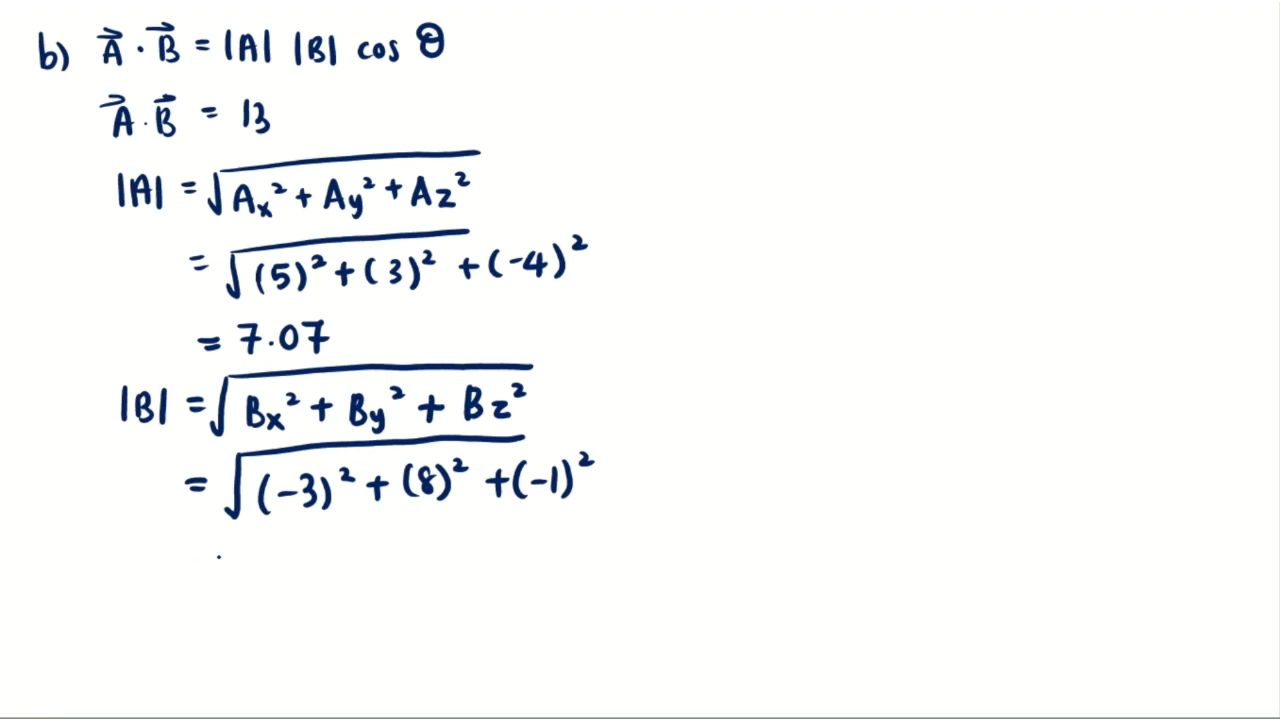 b) A⃗ · B⃗ = |A| |B| cos θ
A⃗ · B⃗ = 13
|A| = √(Ax² + Ay² + Az²)
= √((5)² + (3)²) + (-4)²
= 7.07
|B| = √(Bx² + By² + Bz²)
= √((-3)² + (8)²) + (-1)²